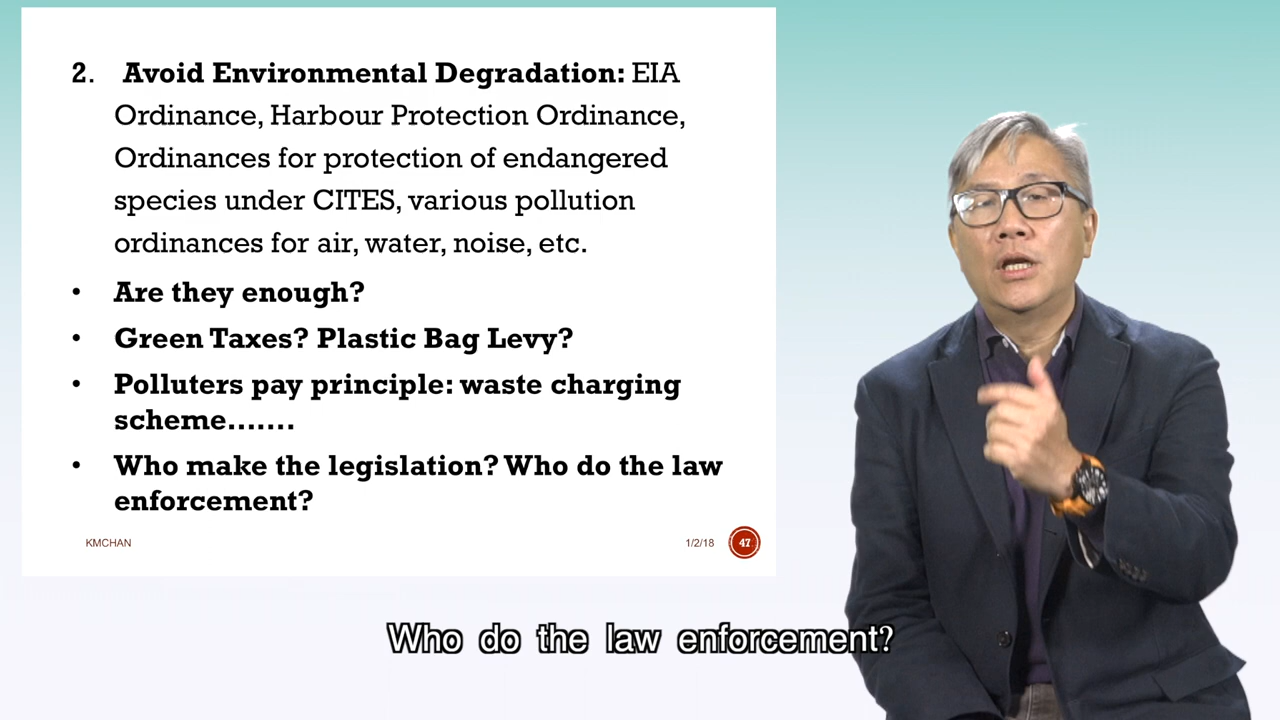 2. Avoid Environmental Degradation: EIA
Ordinance, Harbour Protection Ordinance,
Ordinances for protection of endangered
species under CITES, various pollution
ordinances for air, water, noise, etc.
• Are they enough?
• Green Taxes? Plastic Bag Levy?
• Polluters pay principle: waste charging
scheme.......
• Who make the legislation? Who do the law
enforcement?
KMCHAN
1/2/18
47
Who do the law enforcement?